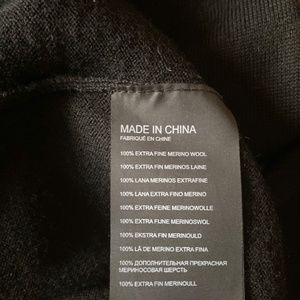 MADE IN CHINA
FABRIQUÉ EN CHINE
100% EXTRA FINE MERINO WOOL
100% EXTRA FIN MERINOS LAINE
100% LANA MERINOS EXTRAFINE
100% LANA EXTRA FINO MERINO
100% EXTRA FEINE MERINOWOLLE
100% EXTRA FIJNE MERINOSWOL
100% EKSTRA FIN MERINOULD
100% LÃ DE MERINO EXTRA FINA
100% ДОПОЛНИТЕЛЬНАЯ ПРЕКРАСНАЯ
МЕРИНОСОВАЯ ШЕРСТЬ
100% EXTRA FIN MERINOULL